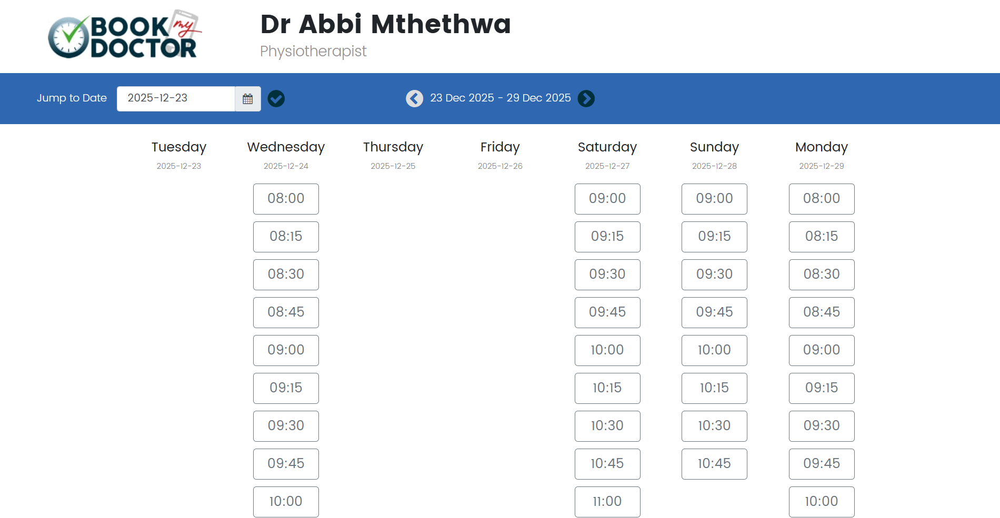 BOOK my
DOCTOR
Dr Abbi Mthethwa
Physiotherapist
Jump to Date 2025-12-23 23 Dec 2025 - 29 Dec 2025
Tuesday Wednesday Thursday Friday Saturday Sunday Monday
2025-12-23 2025-12-24 2025-12-25 2025-12-26 2025-12-27 2025-12-28 2025-12-29
08:00 09:00 09:00 08:00
08:15 09:15 09:15 08:15
08:30 09:30 09:30 08:30
08:45 09:45 09:45 08:45
09:00 10:00 10:00 09:00
09:15 10:15 10:15 09:15
09:30 10:30 10:30 09:30
09:45 10:45 10:45 09:45
10:00 11:00 10:00